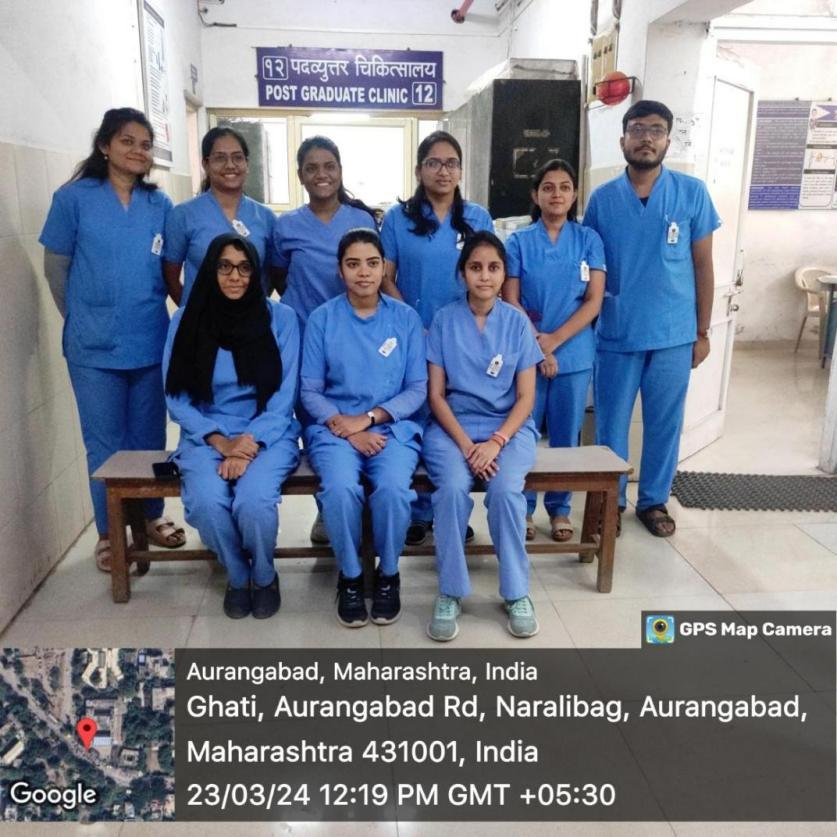 १२ पदव्युत्तर चिकित्सालय
POST GRADUATE CLINIC 12
GPS Map Camera
Aurangabad, Maharashtra, India
Ghati, Aurangabad Rd, Naralibag, Aurangabad,
Maharashtra 431001, India
23/03/24 12:19 PM GMT +05:30
Google